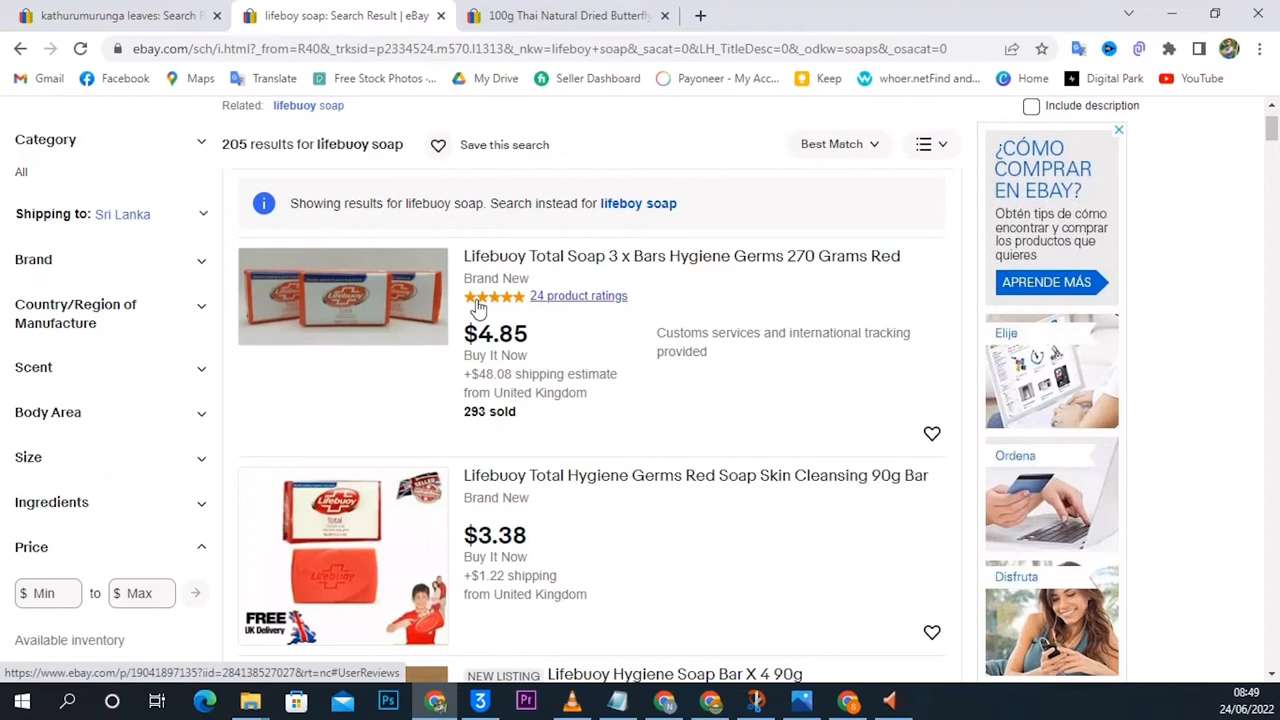 kathurumurunga leaves: Search R
lifeboy soap: Search Result | eBay
100g Thai Natural Dried Butterfly
ebay.com/sch/i.html?_from=R40&_trksid=p2334524.m570.l1313&_nkw=lifeboy+soap&_sacat=0&LH_TitleDesc=0&_odkw=soaps&_osacat=0
Gmail
Facebook
Maps
Translate
Free Stock Photos -...
My Drive
Seller Dashboard
Payoneer - My Acc...
Keep
whoer.netFind and...
Home
Digital Park
YouTube
Related: lifebuoy soap
Include description
Category
All
Shipping to: Sri Lanka
Brand
Country/Region of
Manufacture
Scent
Body Area
Size
Ingredients
Price
$ Min to $ Max
Available inventory
205 results for lifebuoy soap
Save this search
Best Match
Showing results for lifebuoy soap. Search instead for lifeboy soap
Lifebuoy
Lifebuoy Total Soap 3 x Bars Hygiene Germs 270 Grams Red
Brand New
24 product ratings
$4.85
Buy It Now
+$48.08 shipping estimate
from United Kingdom
293 sold
Customs services and international tracking
provided
Lifebuoy
Total
FREE
UK Delivery
Lifebuoy Total Hygiene Germs Red Soap Skin Cleansing 90g Bar
Brand New
$3.38
Buy It Now
+$1.22 shipping
from United Kingdom
NEW LISTING Lifebuoy Hygiene Soap Bar X 4 90g
¿CÓMO
COMPRAR
EN EBAY?
Obtén tips de cómo
encontrar y comprar
los productos que
quieres
APRENDE MÁS
Elije
Ordena
Disfruta
https://www.ebay.com/p/19041897135?iid=284138527027&rt=nc#UserReviews
08:49
24/06/2022